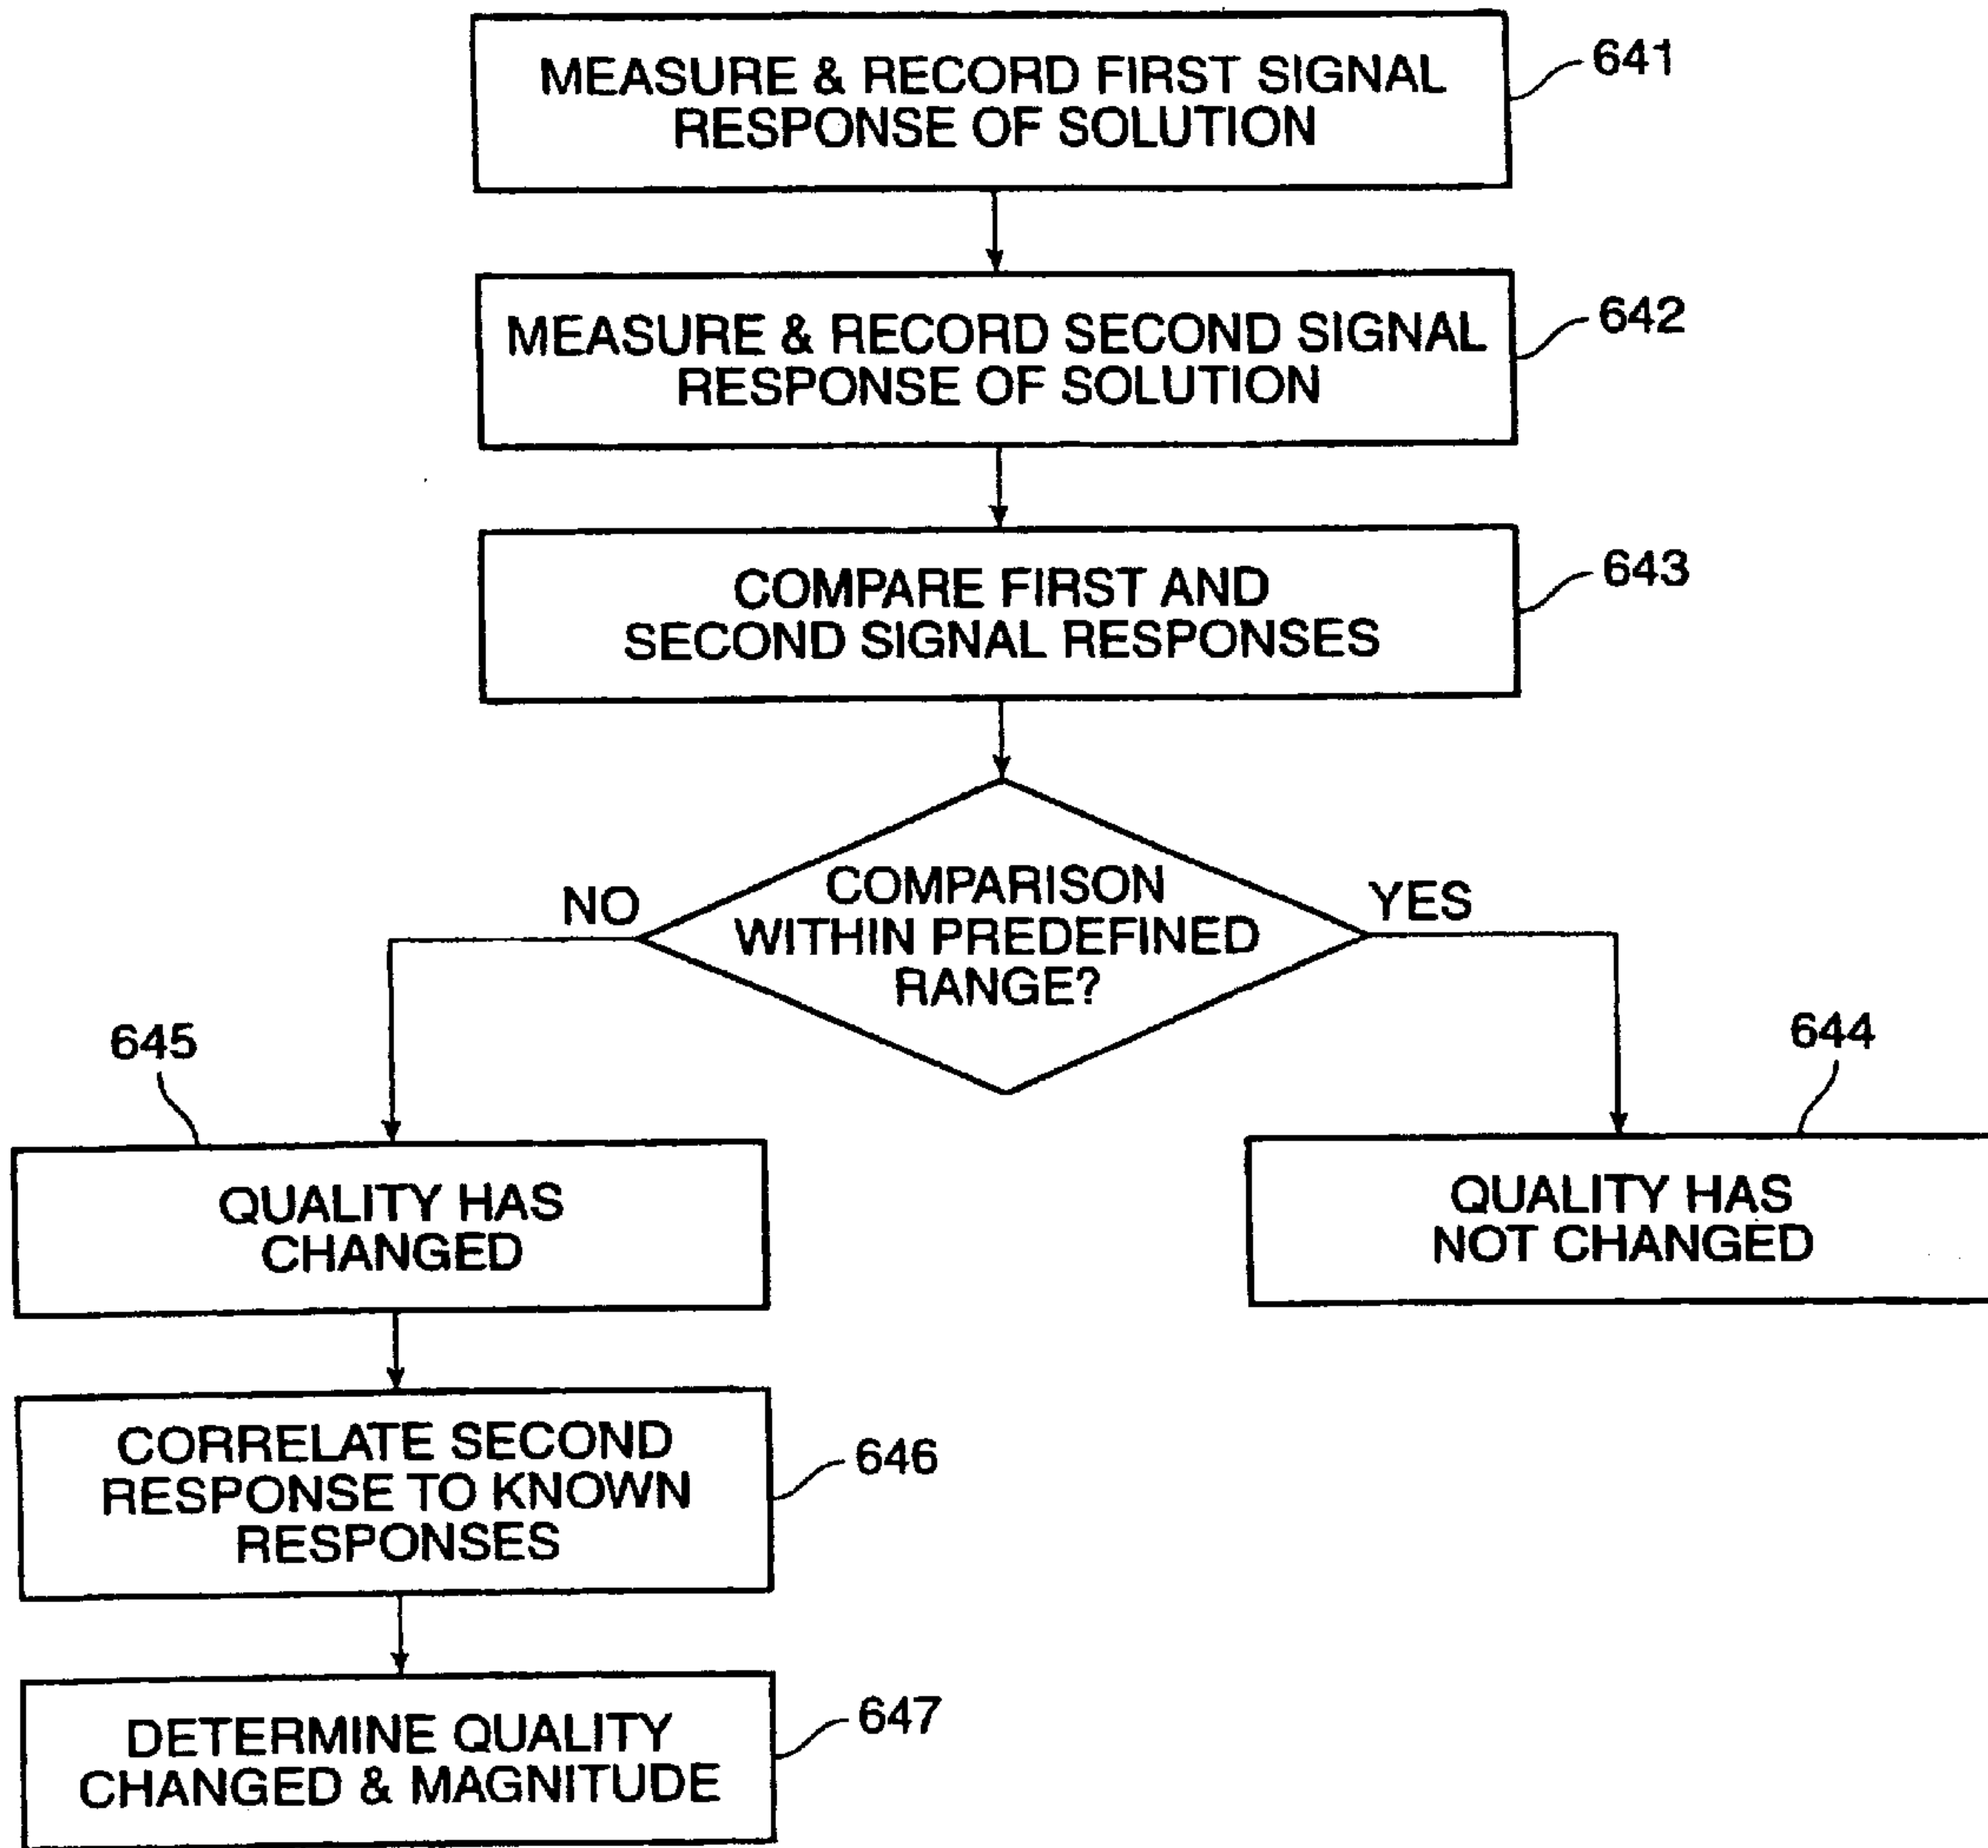 MEASURE & RECORD FIRST SIGNAL
RESPONSE OF SOLUTION
641
MEASURE & RECORD SECOND SIGNAL
RESPONSE OF SOLUTION
642
COMPARE FIRST AND
SECOND SIGNAL RESPONSES
643
COMPARISON
WITHIN PREDEFINED
RANGE?
NO
YES
645
644
QUALITY HAS
CHANGED
QUALITY HAS
NOT CHANGED
CORRELATE SECOND
RESPONSE TO KNOWN
RESPONSES
646
DETERMINE QUALITY
CHANGED & MAGNITUDE
647